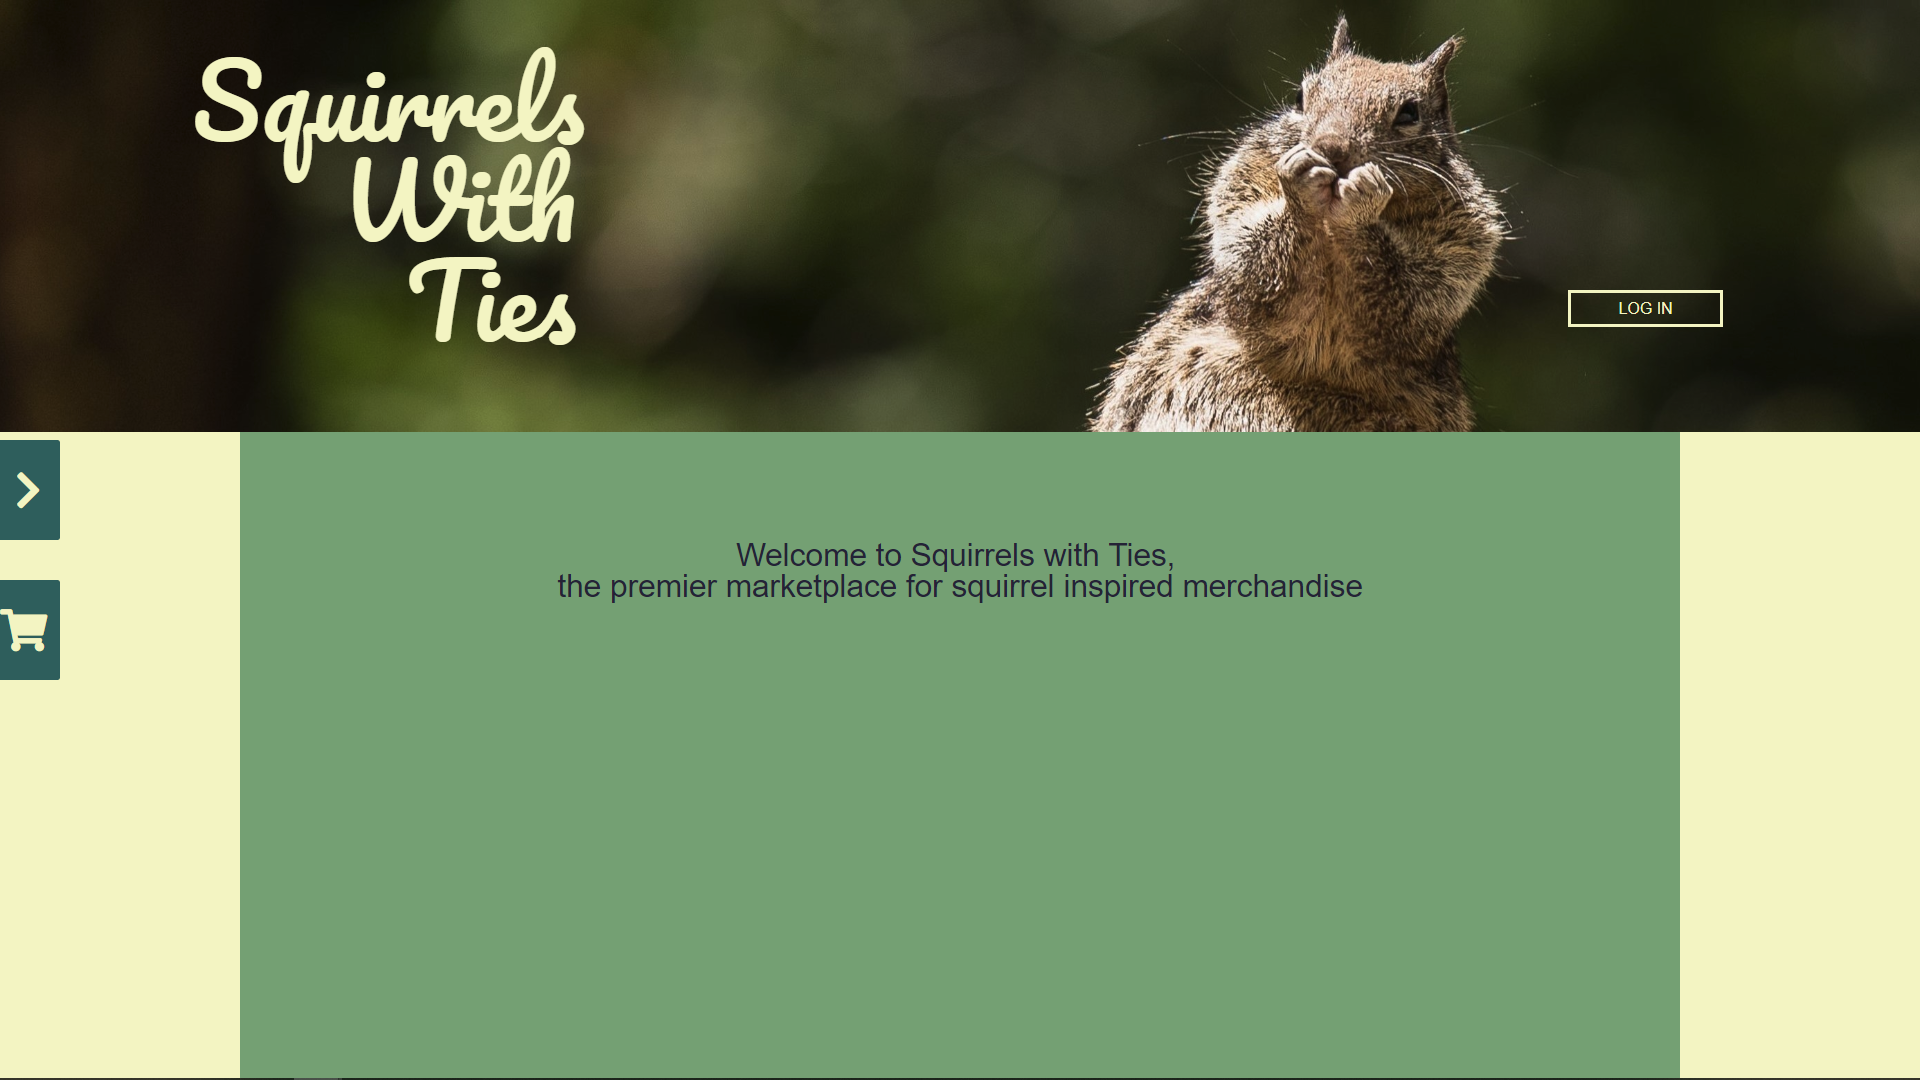 Squirrels
With
Ties
LOG IN
Welcome to Squirrels with Ties,
the premier marketplace for squirrel inspired merchandise